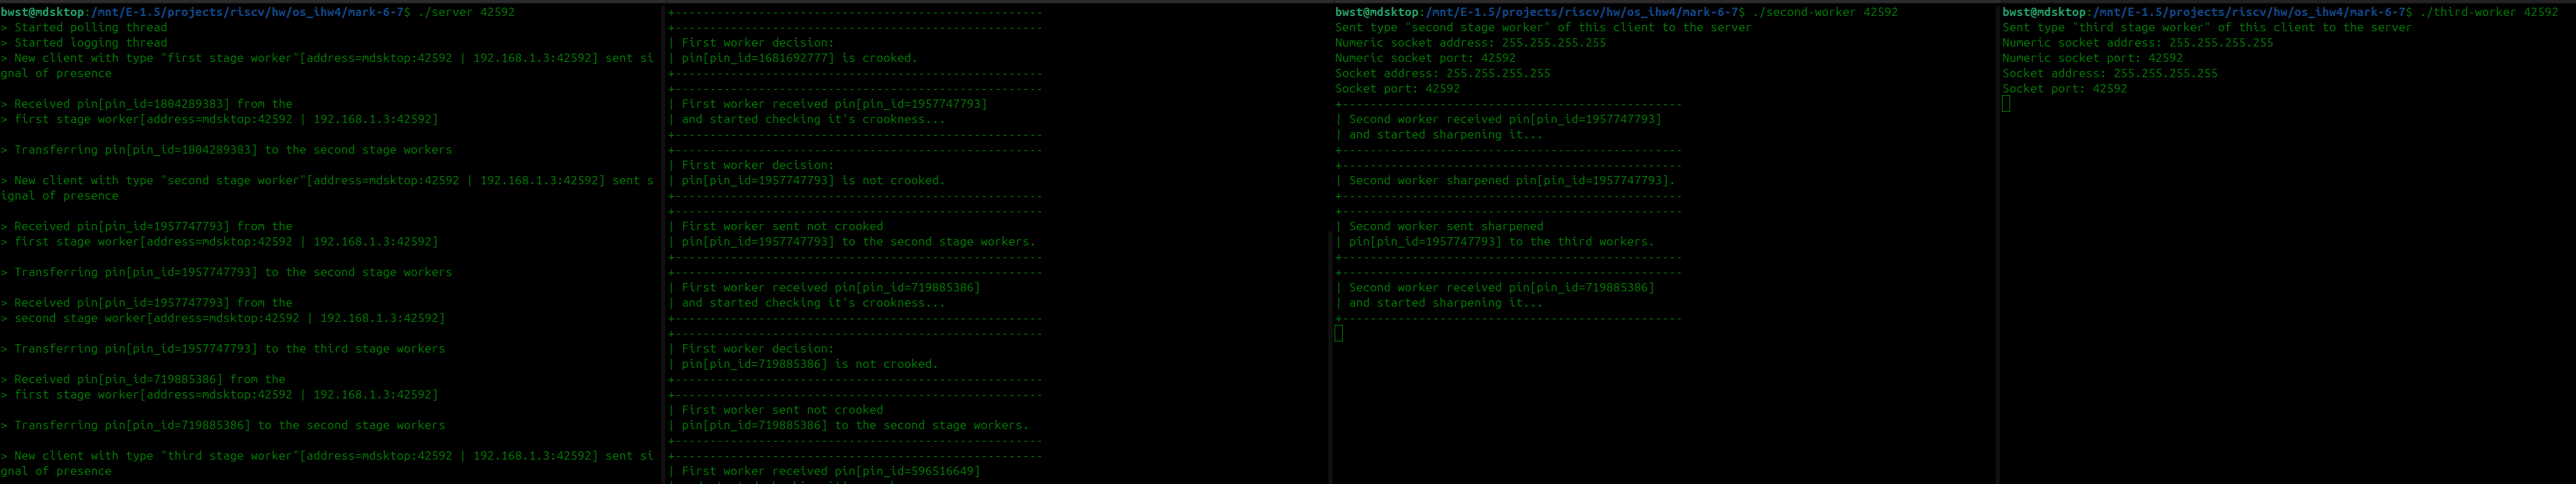 bwst@mdsktop:/mnt/E-1.5/projects/riscv/hw/os_ihw4/mark-6-7$ ./server 42592
> Started polling thread
> Started logging thread
> New client with type "first stage worker"[address=mdsktop:42592 | 192.168.1.3:42592] sent si
gnal of presence
> Received pin[pin_id=1804289383] from the
> first stage worker[address=mdsktop:42592 | 192.168.1.3:42592]
> Transferring pin[pin_id=1804289383] to the second stage workers
> New client with type "second stage worker"[address=mdsktop:42592 | 192.168.1.3:42592] sent s
ignal of presence
> Received pin[pin_id=1957747793] from the
> first stage worker[address=mdsktop:42592 | 192.168.1.3:42592]
> Transferring pin[pin_id=1957747793] to the second stage workers
> Received pin[pin_id=1957747793] from the
> second stage worker[address=mdsktop:42592 | 192.168.1.3:42592]
> Transferring pin[pin_id=1957747793] to the third stage workers
> Received pin[pin_id=719885386] from the
> first stage worker[address=mdsktop:42592 | 192.168.1.3:42592]
> Transferring pin[pin_id=719885386] to the second stage workers
> New client with type "third stage worker"[address=mdsktop:42592 | 192.168.1.3:42592] sent si
gnal of presence
+-----------------------------------------------------
+-----------------------------------------------------
| First worker decision:
| pin[pin_id=1681692777] is crooked.
+-----------------------------------------------------
+-----------------------------------------------------
| First worker received pin[pin_id=1957747793]
| and started checking it's crookness...
+-----------------------------------------------------
+-----------------------------------------------------
| First worker decision:
| pin[pin_id=1957747793] is not crooked.
+-----------------------------------------------------
+-----------------------------------------------------
| First worker sent not crooked
| pin[pin_id=1957747793] to the second stage workers.
+-----------------------------------------------------
+-----------------------------------------------------
| First worker received pin[pin_id=719885386]
| and started checking it's crookness...
+-----------------------------------------------------
+-----------------------------------------------------
| First worker decision:
| pin[pin_id=719885386] is not crooked.
+-----------------------------------------------------
+-----------------------------------------------------
| First worker sent not crooked
| pin[pin_id=719885386] to the second stage workers.
+-----------------------------------------------------
+-----------------------------------------------------
| First worker received pin[pin_id=596516649]
bwst@mdsktop:/mnt/E-1.5/projects/riscv/hw/os_ihw4/mark-6-7$ ./second-worker 42592
Sent type "second stage worker" of this client to the server
Numeric socket address: 255.255.255.255
Numeric socket port: 42592
Socket address: 255.255.255.255
Socket port: 42592
+-------------------------------------------------
| Second worker received pin[pin_id=1957747793]
| and started sharpening it...
+-------------------------------------------------
+-------------------------------------------------
| Second worker sharpened pin[pin_id=1957747793].
+-------------------------------------------------
+-------------------------------------------------
| Second worker sent sharpened
| pin[pin_id=1957747793] to the third workers.
+-------------------------------------------------
+-------------------------------------------------
| Second worker received pin[pin_id=719885386]
| and started sharpening it...
+-------------------------------------------------
bwst@mdsktop:/mnt/E-1.5/projects/riscv/hw/os_ihw4/mark-6-7$ ./third-worker 42592
Sent type "third stage worker" of this client to the server
Numeric socket address: 255.255.255.255
Numeric socket port: 42592
Socket address: 255.255.255.255
Socket port: 42592